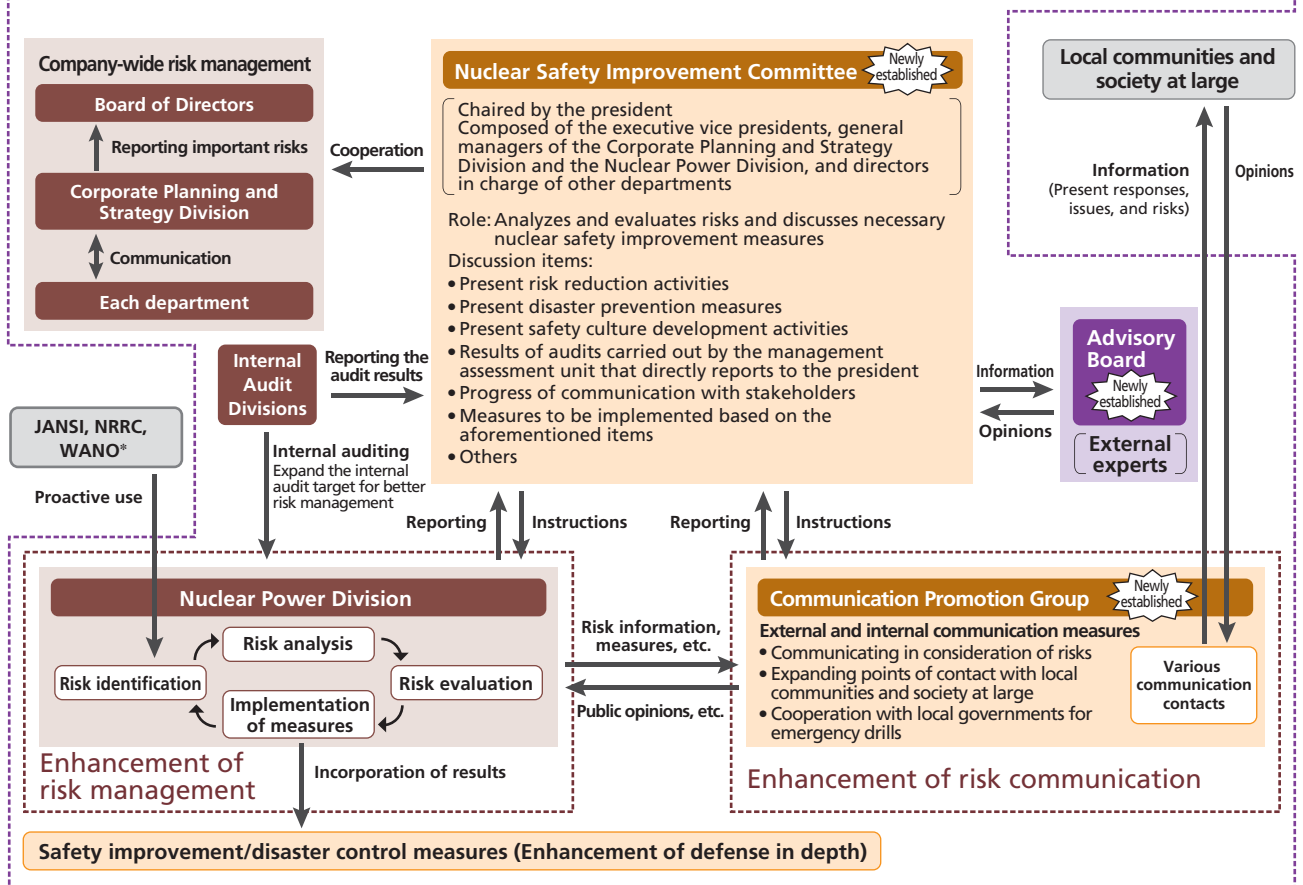 Company-wide risk management
Board of Directors
Reporting important risks
Corporate Planning and
Strategy Division
Communication
Each department
Cooperation
Nuclear Safety Improvement Committee
Newly
established
Chaired by the president
Composed of the executive vice presidents, general
managers of the Corporate Planning and Strategy
Division and the Nuclear Power Division, and directors
in charge of other departments
Role: Analyzes and evaluates risks and discusses necessary
nuclear safety improvement measures
Discussion items:
• Present risk reduction activities
• Present disaster prevention measures
• Present safety culture development activities
• Results of audits carried out by the management
assessment unit that directly reports to the president
• Progress of communication with stakeholders
• Measures to be implemented based on the
aforementioned items
• Others
Local communities and
society at large
Information
(Present responses,
issues, and risks)
Opinions
Internal
Audit
Divisions
Reporting the
audit results
Information
Opinions
Advisory
Board
Newly
established
External
experts
JANSI, NRRC,
WANO*
Proactive use
Internal auditing
Expand the internal
audit target for better
risk management
Reporting
Instructions
Reporting
Instructions
Nuclear Power Division
Risk analysis
Risk identification
Risk evaluation
Implementation
of measures
Enhancement of
risk management
Incorporation of results
Risk information,
measures, etc.
Public opinions, etc.
Communication Promotion Group
Newly
established
External and internal communication measures
• Communicating in consideration of risks
• Expanding points of contact with local
communities and society at large
• Cooperation with local governments for
emergency drills
Various
communication
contacts
Enhancement of risk communication
Safety improvement/disaster control measures (Enhancement of defense in depth)